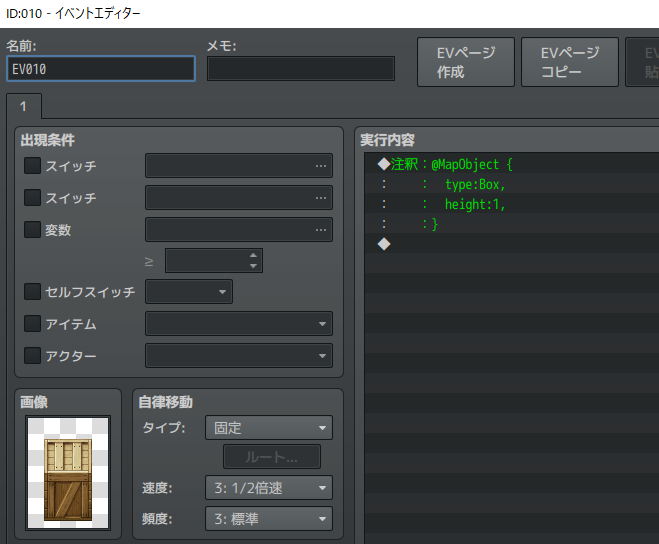 ID:010 - イベントエディター
名前:
メモ:
EV010
EVページ
作成
EVページ
コピー
EV
貼
1
出現条件
スイッチ
...
スイッチ
...
変数
...
≥
セルフスイッチ
アイテム
アクター
画像
自律移動
タイプ:
固定
ルート...
速度:
3: 1/2倍速
頻度:
3: 標準
実行内容
◆注釈：@MapObject {
：　：　type:Box,
：　：　height:1,
：　：}
◆